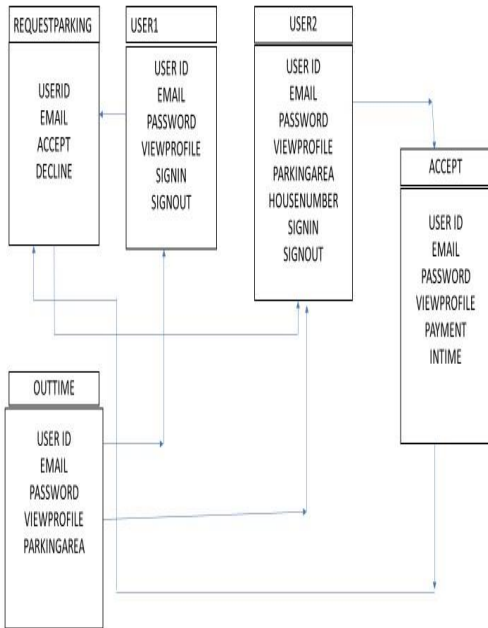 REQUESTPARKING
USERID
EMAIL
ACCEPT
DECLINE
USER1
USER ID
EMAIL
PASSWORD
VIEWPROFILE
SIGNIN
SIGNOUT
USER2
USER ID
EMAIL
PASSWORD
VIEWPROFILE
PARKINGAREA
HOUSENUMBER
SIGNIN
SIGNOUT
ACCEPT
USER ID
EMAIL
PASSWORD
VIEWPROFILE
PAYMENT
INTIME
OUTTIME
USER ID
EMAIL
PASSWORD
VIEWPROFILE
PARKINGAREA